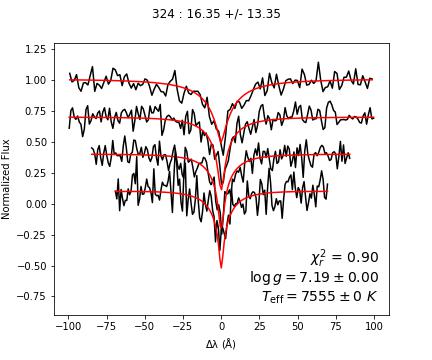 324 : 16.35 +/- 13.35
1.25
1.00
0.75
0.50
0.25
0.00
−0.25
−0.50
−0.75
Normalized Flux
χ²ᵣ = 0.90
log g = 7.19 ± 0.00
T_eff = 7555 ± 0 K
−100 −75 −50 −25 0 25 50 75 100
Δλ (Å)